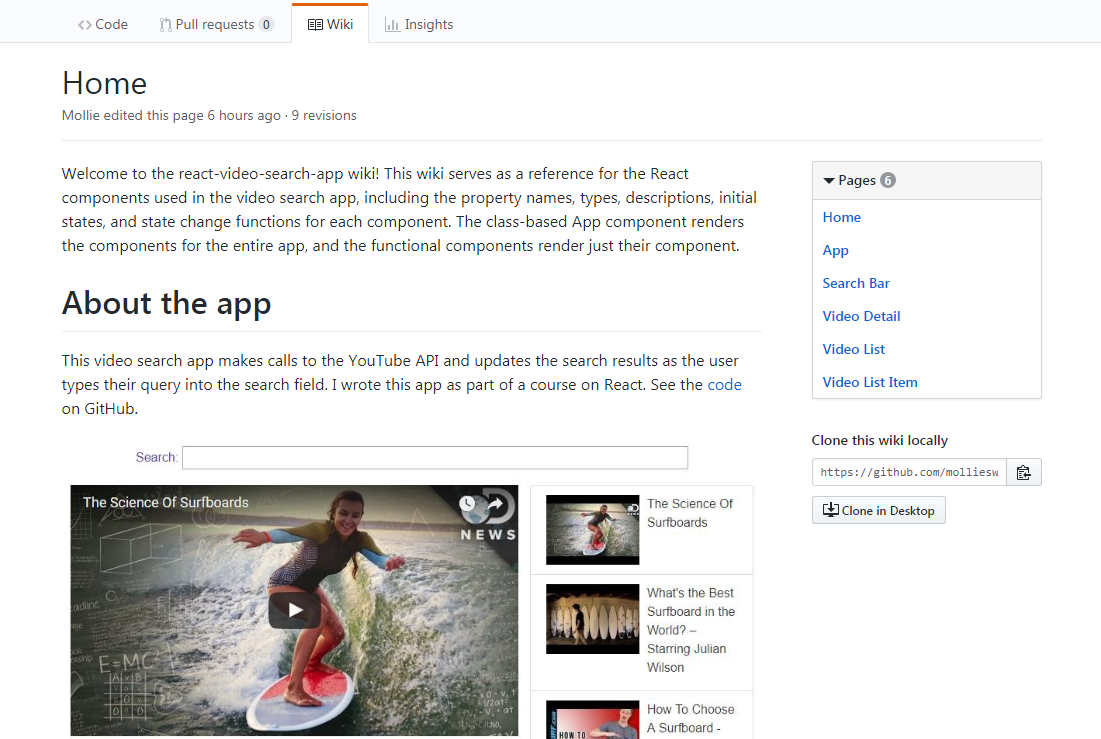 Code Pull requests 0 Wiki Insights
Home
Mollie edited this page 6 hours ago · 9 revisions
Welcome to the react-video-search-app wiki! This wiki serves as a reference for the React
components used in the video search app, including the property names, types, descriptions, initial
states, and state change functions for each component. The class-based App component renders
the components for the entire app, and the functional components render just their component.
About the app
This video search app makes calls to the YouTube API and updates the search results as the user
types their query into the search field. I wrote this app as part of a course on React. See the code
on GitHub.
Search:
The Science Of Surfboards
D
NEWS
E=MC
The Science Of
Surfboards
What's the Best
Surfboard in the
World? –
Starring Julian
Wilson
HOW TO
How To Choose
A Surfboard -
Pages 6
Home
App
Search Bar
Video Detail
Video List
Video List Item
Clone this wiki locally
https://github.com/molliesw
Clone in Desktop